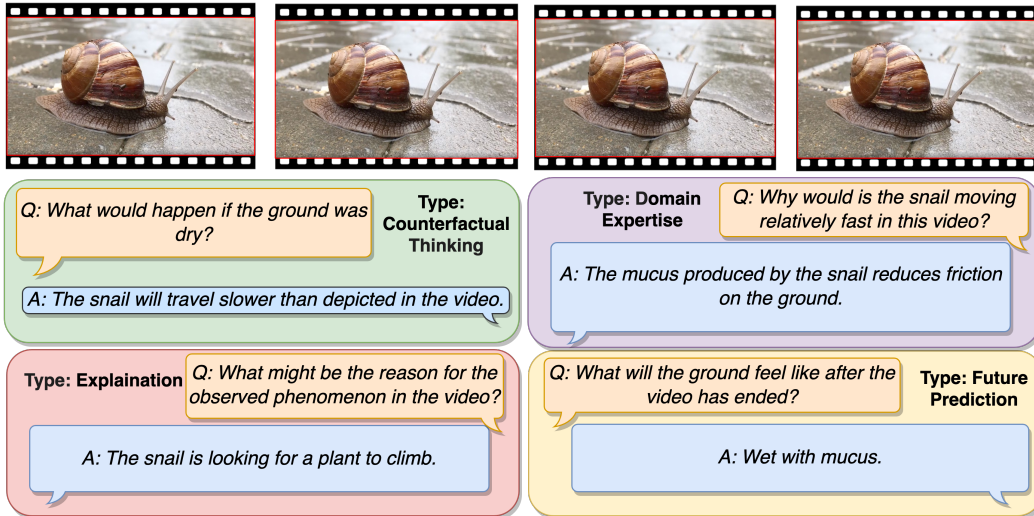 Q: What would happen if the ground was
dry?
Type:
Counterfactual
Thinking
A: The snail will travel slower than depicted in the video.
Type: Domain
Expertise
Q: Why would is the snail moving
relatively fast in this video?
A: The mucus produced by the snail reduces friction
on the ground.
Type: Explaination
Q: What might be the reason for the
observed phenomenon in the video?
A: The snail is looking for a plant to climb.
Q: What will the ground feel like after the
video has ended?
Type: Future
Prediction
A: Wet with mucus.